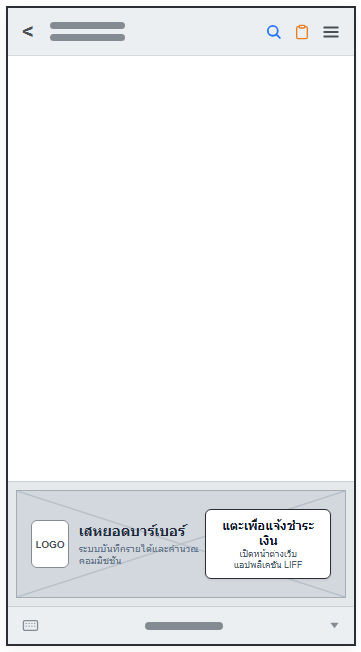 <
LOGO
เสหยอดบาร์เบอร์
ระบบบันทึกรายได้และคำนวณ
คอมมิชชัน
แตะเพื่อแจ้งชำระ
เงิน
เปิดหน้าต่างเว็บ
แอปพลิเคชัน LIFF